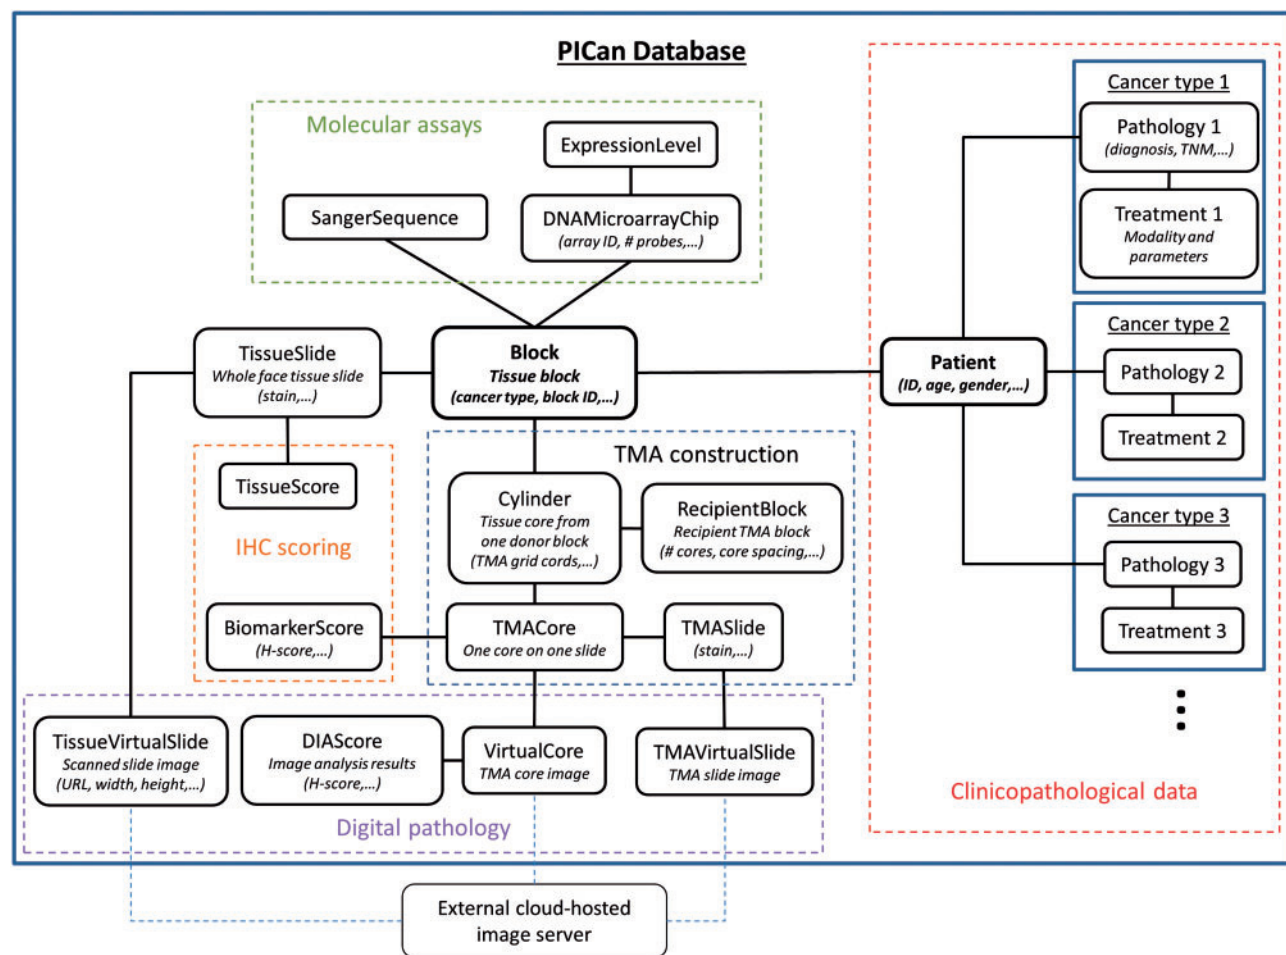 PICan Database
Molecular assays
ExpressionLevel
SangerSequence
DNAMicroarrayChip
(array ID, # probes,...)
TissueSlide
Whole face tissue slide
(stain,...)
Block
Tissue block
(cancer type, block ID,...)
Patient
(ID, age, gender,...)
Cancer type 1
Pathology 1
(diagnosis, TNM,...)
Treatment 1
Modality and
parameters
Cancer type 2
Pathology 2
Treatment 2
Cancer type 3
Pathology 3
Treatment 3
Clinicopathological data
TissueScore
IHC scoring
BiomarkerScore
(H-score,...)
TMA construction
Cylinder
Tissue core from
one donor block
(TMA grid cords,...)
RecipientBlock
Recipient TMA block
(# cores, core spacing,...)
TMACore
One core on one slide
TMASlide
(stain,...)
TissueVirtualSlide
Scanned slide image
(URL, width, height,...)
DIAScore
Image analysis results
(H-score,...)
VirtualCore
TMA core image
TMAVirtualSlide
TMA slide image
Digital pathology
External cloud-hosted
image server